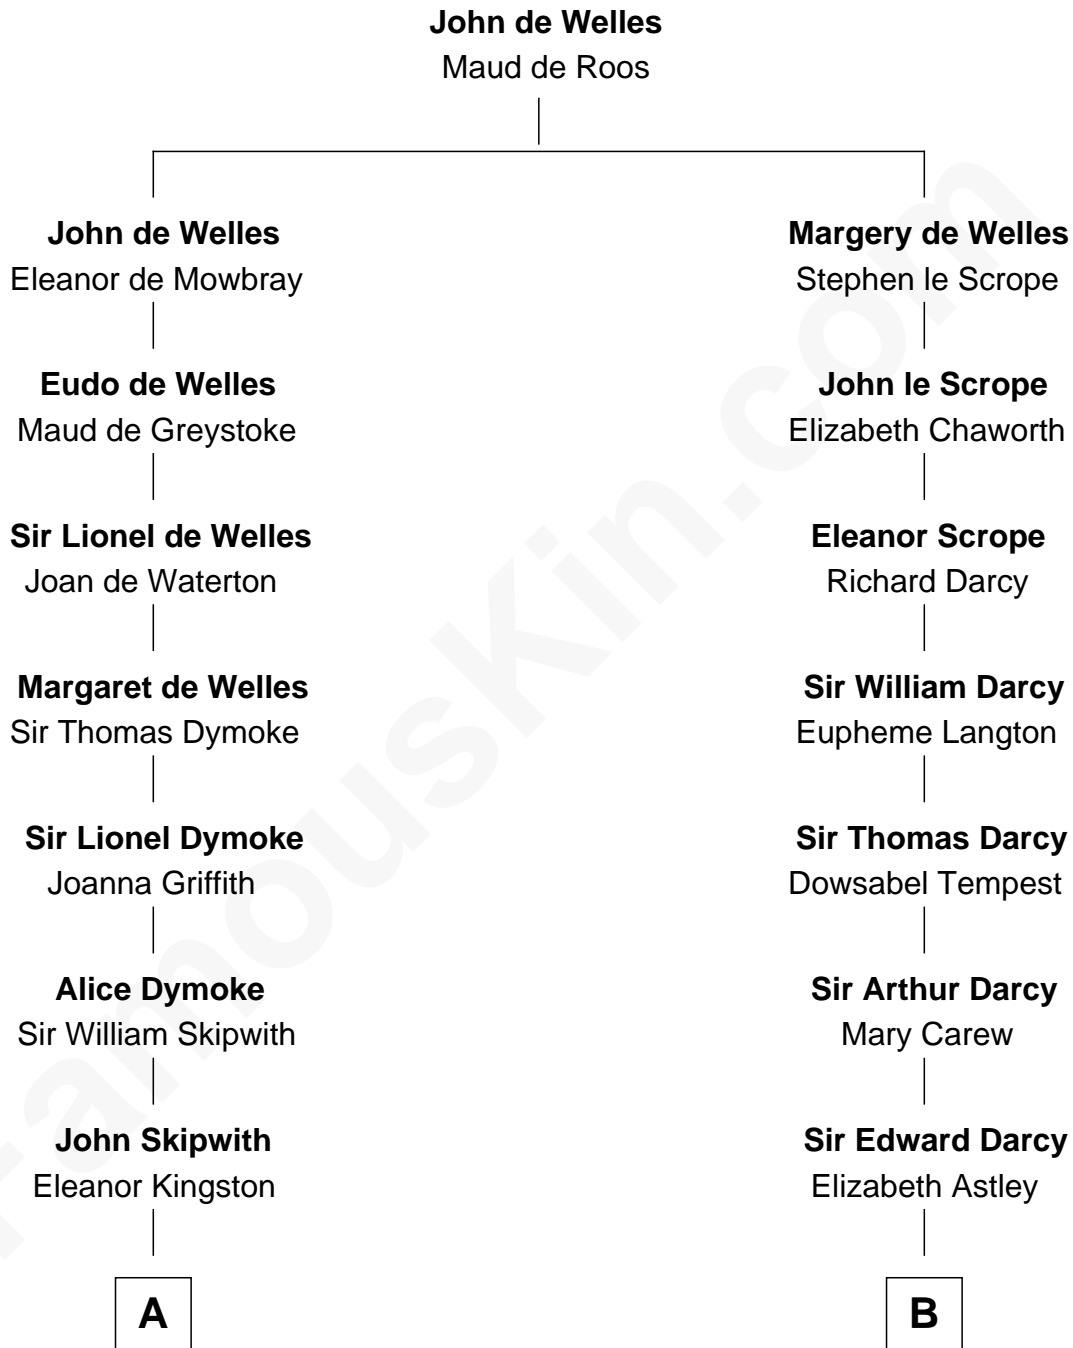 John de Welles
Maud de Roos
John de Welles
Eleanor de Mowbray
Margery de Welles
Stephen le Scrope
Eudo de Welles
Maud de Greystoke
John le Scrope
Elizabeth Chaworth
Sir Lionel de Welles
Joan de Waterton
Eleanor Scrope
Richard Darcy
Margaret de Welles
Sir Thomas Dymoke
Sir William Darcy
Eupheme Langton
Sir Lionel Dymoke
Joanna Griffith
Sir Thomas Darcy
Dowsabel Tempest
Alice Dymoke
Sir William Skipwith
Sir Arthur Darcy
Mary Carew
John Skipwith
Eleanor Kingston
Sir Edward Darcy
Elizabeth Astley
A
B
FamousKin.com